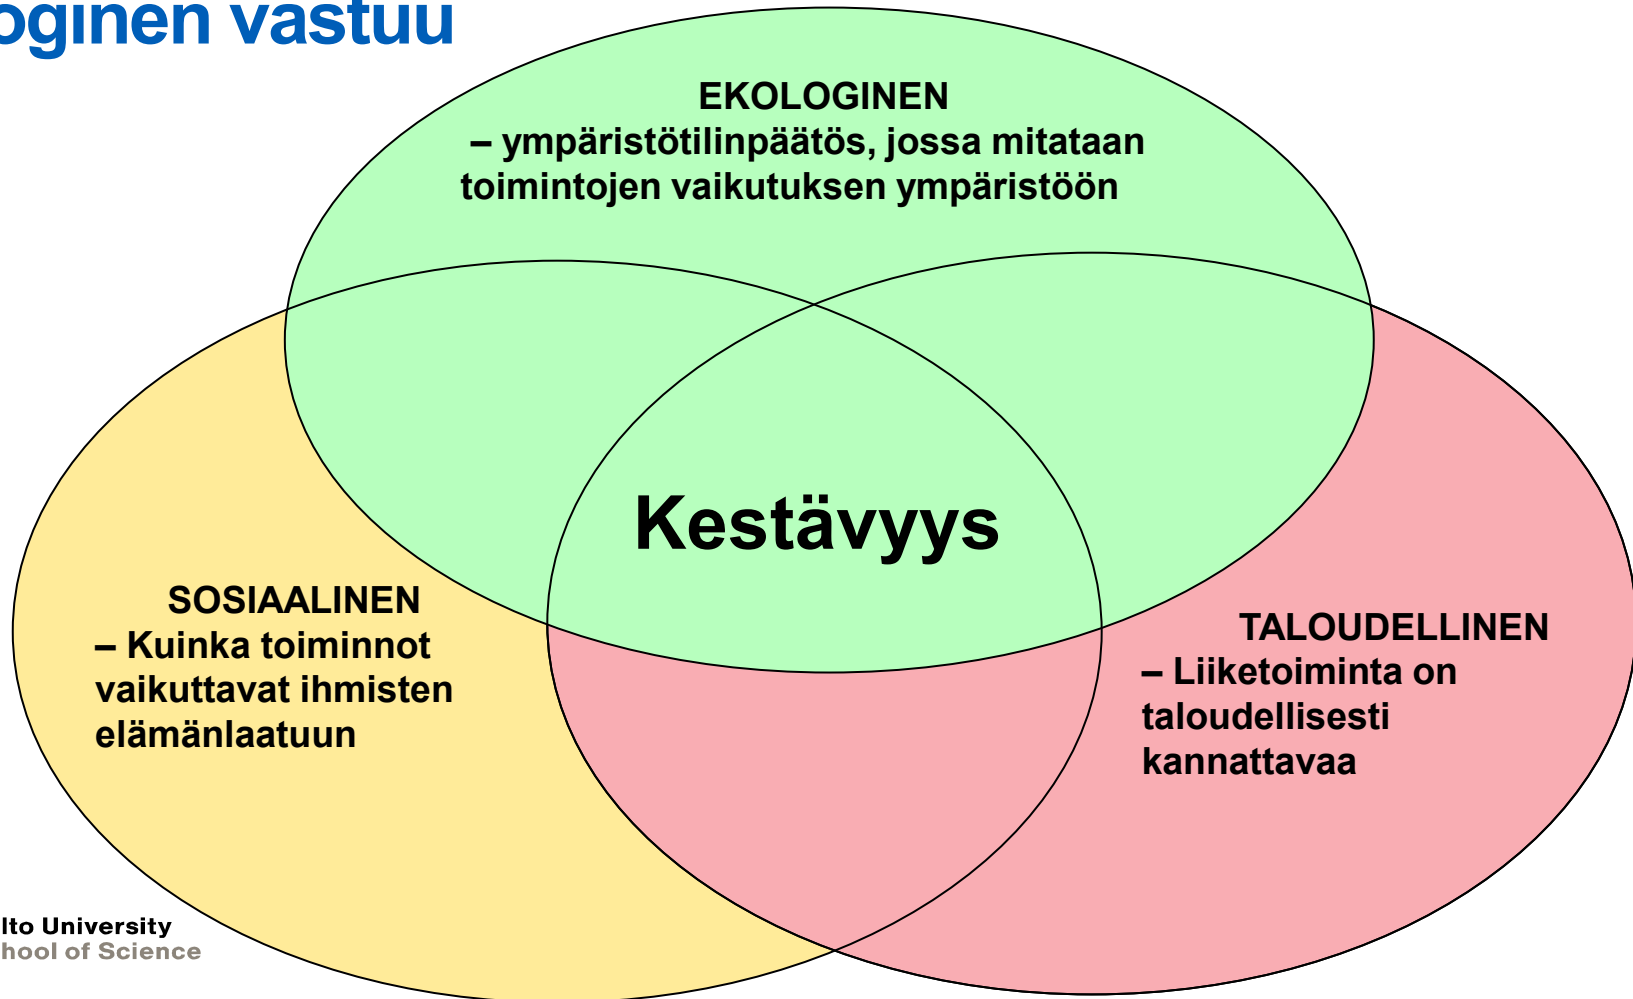 oginen vastuu
EKOLOGINEN
– ympäristötilinpäätös, jossa mitataan
toimintojen vaikutuksen ympäristöön
Kestävyys
SOSIAALINEN
– Kuinka toiminnot
vaikuttavat ihmisten
elämänlaatuun
TALOUDELLINEN
– Liiketoiminta on
taloudellisesti
kannattavaa
lto University
hool of Science